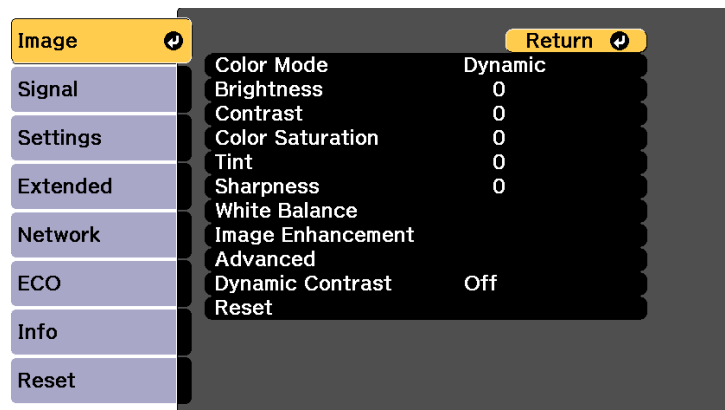 Image
Signal
Settings
Extended
Network
ECO
Info
Reset
Return
Color Mode Dynamic
Brightness 0
Contrast 0
Color Saturation 0
Tint 0
Sharpness 0
White Balance
Image Enhancement
Advanced
Dynamic Contrast Off
Reset